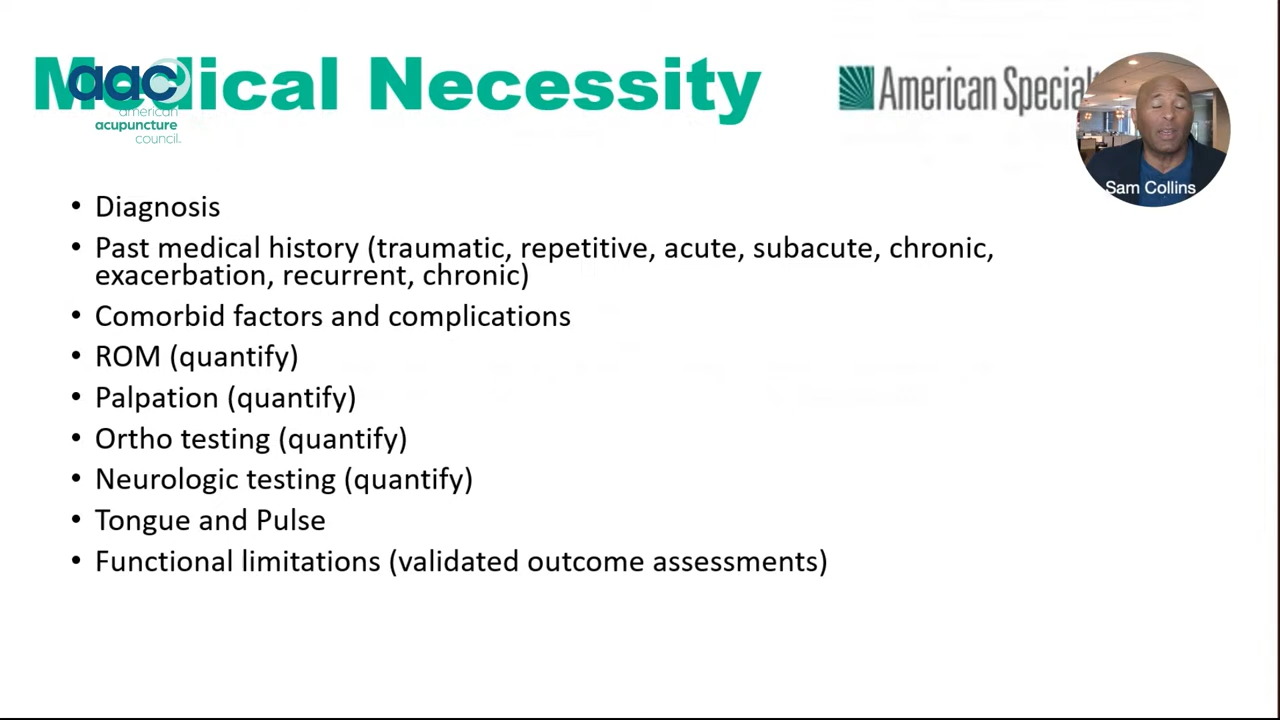 Medical Necessity
aac
american
acupuncture
council
American Special
Sam Collins
• Diagnosis
• Past medical history (traumatic, repetitive, acute, subacute, chronic,
exacerbation, recurrent, chronic)
• Comorbid factors and complications
• ROM (quantify)
• Palpation (quantify)
• Ortho testing (quantify)
• Neurologic testing (quantify)
• Tongue and Pulse
• Functional limitations (validated outcome assessments)